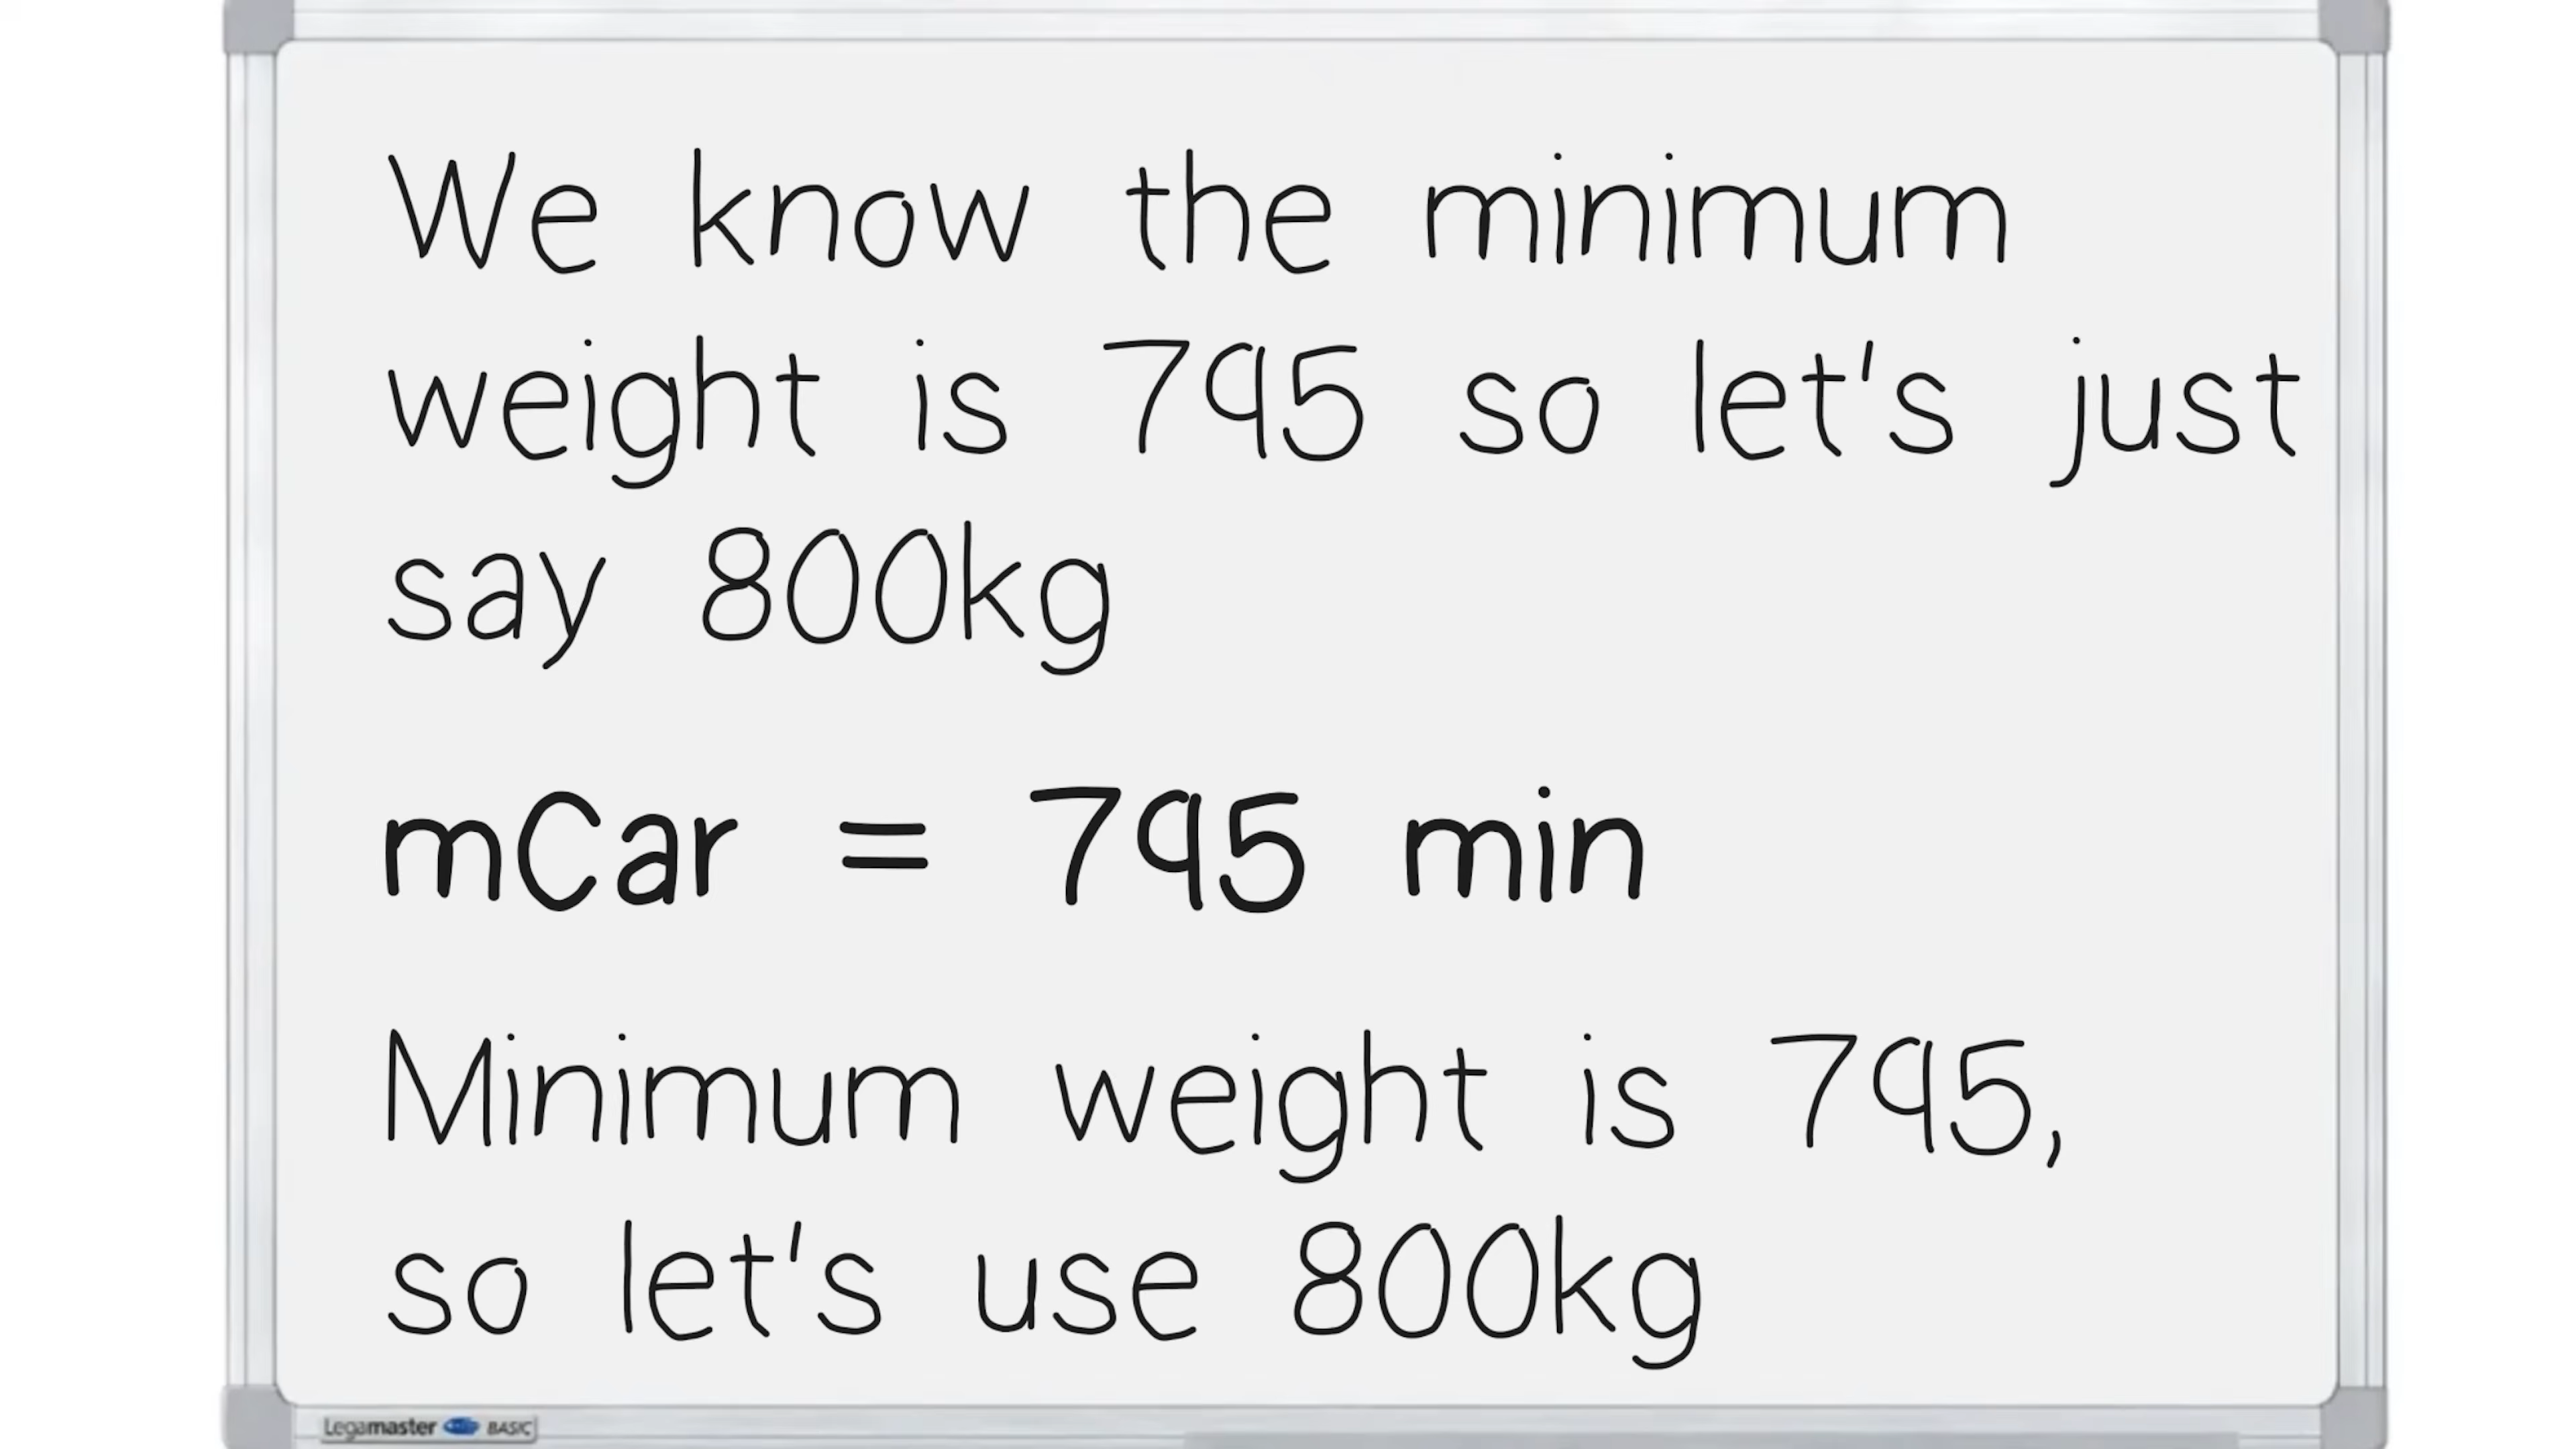 We know the minimum
weight is 795 so let's just
say 800kg
mCar = 795 min
Minimum weight is 795,
so let's use 800kg
Legamaster BASIC